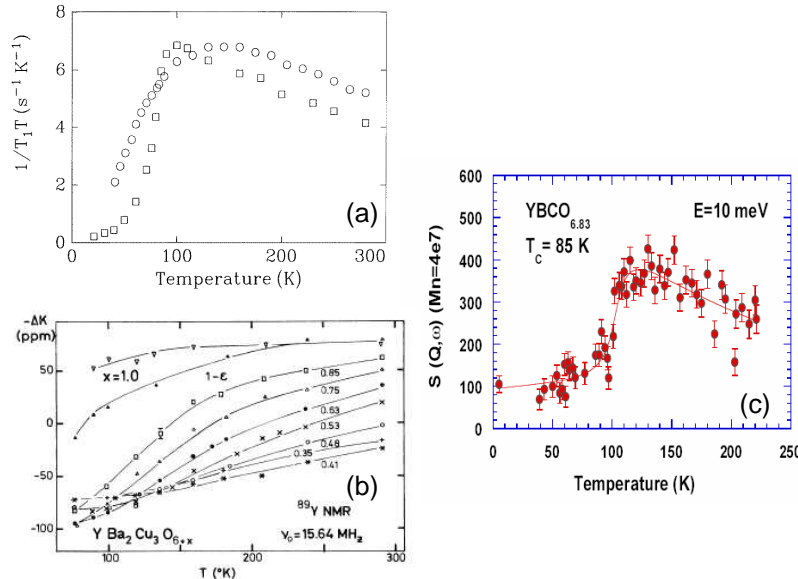 1/T₁T (s⁻¹ K⁻¹)
8
6
4
2
0
0
100
200
300
Temperature (K)
(a)
-ΔK
(ppm)
50
0
-50
-100
x=1.0
1-ε
0.85
0.75
0.63
0.53
0.48
0.35
0.41
(b)
⁸⁹Y NMR
Y Ba₂ Cu₃ O₆₊ₓ
ν₀ = 15.64 MHz
100
150
200
250
300
T (°K)
S (Q,ω) (Mn=4e7)
600
500
400
300
200
100
0
YBCO₆.₈₃
E=10 meV
T_C = 85 K
(c)
0
50
100
150
200
250
Temperature (K)